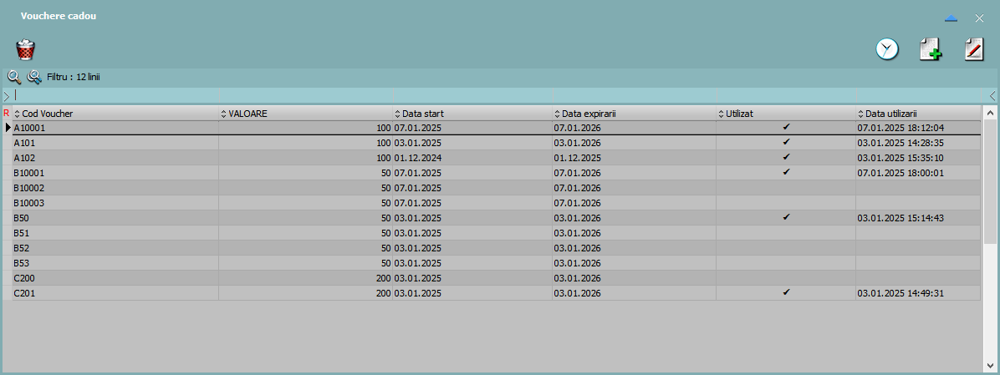 Vouchere cadou
Filtru : 12 linii
R Cod Voucher VALOARE Data start Data expirarii Utilizat Data utilizarii
A10001 100 07.01.2025 07.01.2026 ✔ 07.01.2025 18:12:04
A101 100 03.01.2025 03.01.2026 ✔ 03.01.2025 14:28:35
A102 100 01.12.2024 01.12.2025 ✔ 03.01.2025 15:35:10
B10001 50 07.01.2025 07.01.2026 ✔ 07.01.2025 18:00:01
B10002 50 07.01.2025 07.01.2026
B10003 50 07.01.2025 07.01.2026
B50 50 03.01.2025 03.01.2026 ✔ 03.01.2025 15:14:43
B51 50 03.01.2025 03.01.2026
B52 50 03.01.2025 03.01.2026
B53 50 03.01.2025 03.01.2026
C200 200 03.01.2025 03.01.2026
C201 200 03.01.2025 03.01.2026 ✔ 03.01.2025 14:49:31